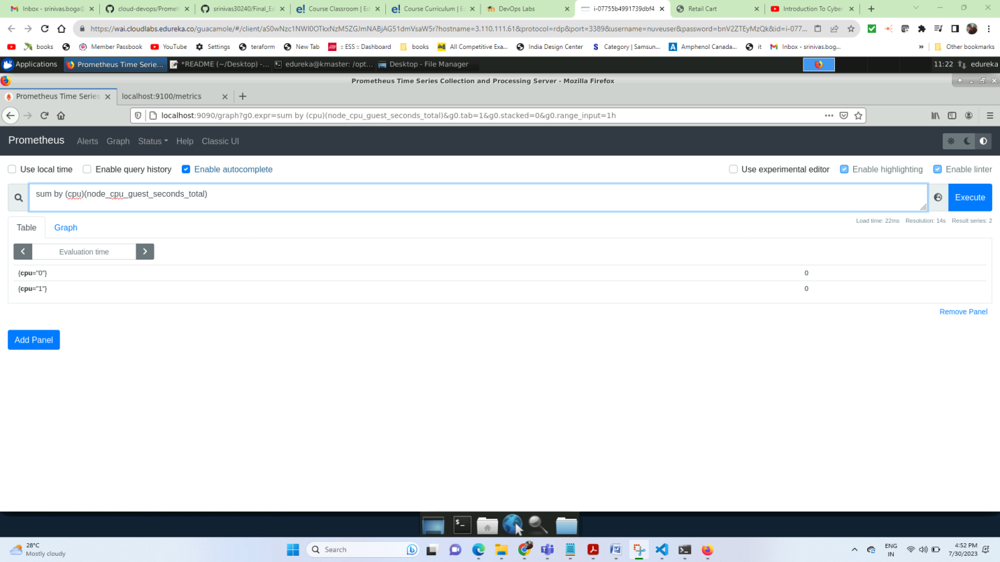 Inbox - srinivas.boga@ cloud-devops/Promet srinivas30240/Final_Ed Course Classroom | Ed Course Curriculum | Ec DevOps Labs i-07755b4991739dbf4 Retail Cart Introduction To Cyber
https://wai.cloudlabs.edureka.co/guacamole/#/client/aS0wNzc1NWI0OTkxNzM5ZGJmNABjAG51dmVsaW5r?hostname=3.110.111.61&protocol=rdp&port=3389&username=nuveuser&password=bnV2ZTEyMzQk&id=i-077...
books Member Passbook YouTube Settings teraform New Tab :: ESS :: Dashboard books All Competitive Exa... India Design Center Category | Samsun... Amphenol Canada... it Inbox - srinivas.bog... » Other bookmarks
Applications Prometheus Time Serie... *README (~/Desktop) -... edureka@kmaster: /opt... Desktop - File Manager 11:22 edureka
Prometheus Time Series Collection and Processing Server - Mozilla Firefox
Prometheus Time Series localhost:9100/metrics
localhost:9090/graph?g0.expr=sum by (cpu)(node_cpu_guest_seconds_total)&g0.tab=1&g0.stacked=0&g0.range_input=1h
Prometheus Alerts Graph Status Help Classic UI
Use local time Enable query history Enable autocomplete Use experimental editor Enable highlighting Enable linter
sum by (cpu)(node_cpu_guest_seconds_total) Execute
Load time: 22ms Resolution: 14s Result series: 2
Table Graph
Evaluation time
{cpu="0"} 0
{cpu="1"} 0
Remove Panel
Add Panel
28°C
Mostly cloudy
Search
ENG
IN
4:52 PM
7/30/2023